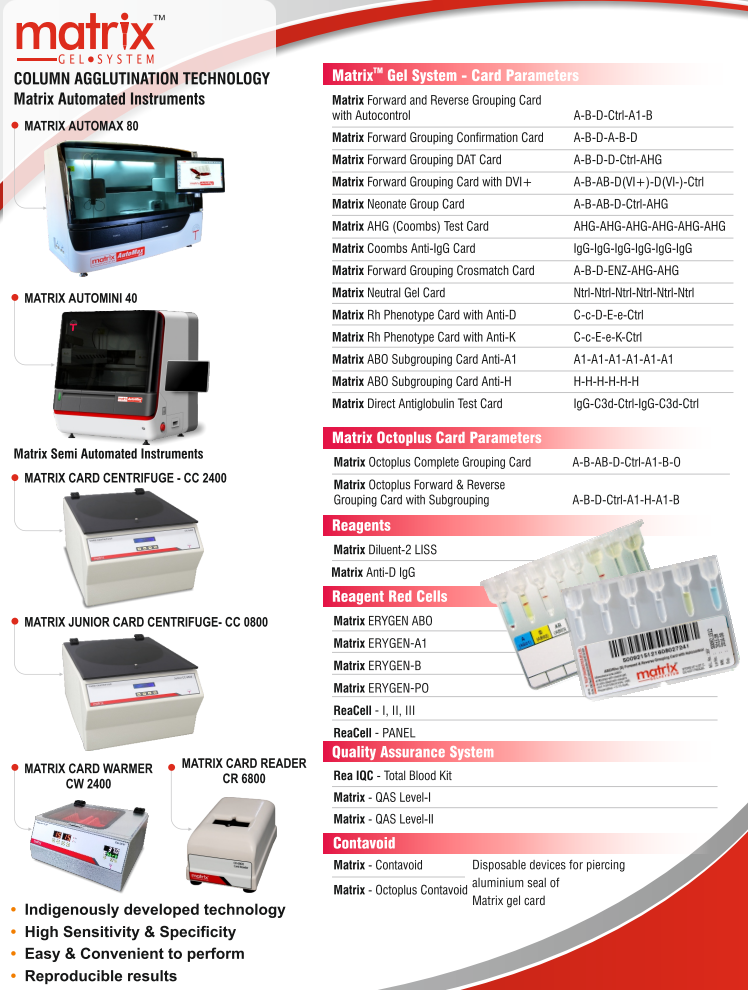 matrix™
GEL•SYSTEM
COLUMN AGGLUTINATION TECHNOLOGY
Matrix Automated Instruments
MATRIX AUTOMAX 80
matrix AutoMax
MATRIX AUTOMINI 40
Matrix Semi Automated Instruments
MATRIX CARD CENTRIFUGE - CC 2400
MATRIX JUNIOR CARD CENTRIFUGE- CC 0800
MATRIX CARD WARMER
CW 2400
MATRIX CARD READER
CR 6800
matrix
• Indigenously developed technology
• High Sensitivity & Specificity
• Easy & Convenient to perform
• Reproducible results
Matrix™ Gel System - Card Parameters
Matrix Forward and Reverse Grouping Card
with Autocontrol A-B-D-Ctrl-A1-B
Matrix Forward Grouping Confirmation Card A-B-D-A-B-D
Matrix Forward Grouping DAT Card A-B-D-D-Ctrl-AHG
Matrix Forward Grouping Card with DVI+ A-B-AB-D(VI+)-D(VI-)-Ctrl
Matrix Neonate Group Card A-B-AB-D-Ctrl-AHG
Matrix AHG (Coombs) Test Card AHG-AHG-AHG-AHG-AHG-AHG
Matrix Coombs Anti-IgG Card IgG-IgG-IgG-IgG-IgG-IgG
Matrix Forward Grouping Crosmatch Card A-B-D-ENZ-AHG-AHG
Matrix Neutral Gel Card Ntrl-Ntrl-Ntrl-Ntrl-Ntrl-Ntrl
Matrix Rh Phenotype Card with Anti-D C-c-D-E-e-Ctrl
Matrix Rh Phenotype Card with Anti-K C-c-E-e-K-Ctrl
Matrix ABO Subgrouping Card Anti-A1 A1-A1-A1-A1-A1-A1
Matrix ABO Subgrouping Card Anti-H H-H-H-H-H-H
Matrix Direct Antiglobulin Test Card IgG-C3d-Ctrl-IgG-C3d-Ctrl
Matrix Octoplus Card Parameters
Matrix Octoplus Complete Grouping Card A-B-AB-D-Ctrl-A1-B-O
Matrix Octoplus Forward & Reverse
Grouping Card with Subgrouping A-B-D-Ctrl-A1-H-A1-B
Reagents
Matrix Diluent-2 LISS
Matrix Anti-D IgG
Reagent Red Cells
Matrix ERYGEN ABO
Matrix ERYGEN-A1
Matrix ERYGEN-B
Matrix ERYGEN-PO
ReaCell - I, II, III
ReaCell - PANEL
A B AB
5009215121609027241
matrix
Quality Assurance System
Rea IQC - Total Blood Kit
Matrix - QAS Level-I
Matrix - QAS Level-II
Contavoid
Matrix - Contavoid
Matrix - Octoplus Contavoid
Disposable devices for piercing
aluminium seal of
Matrix gel card